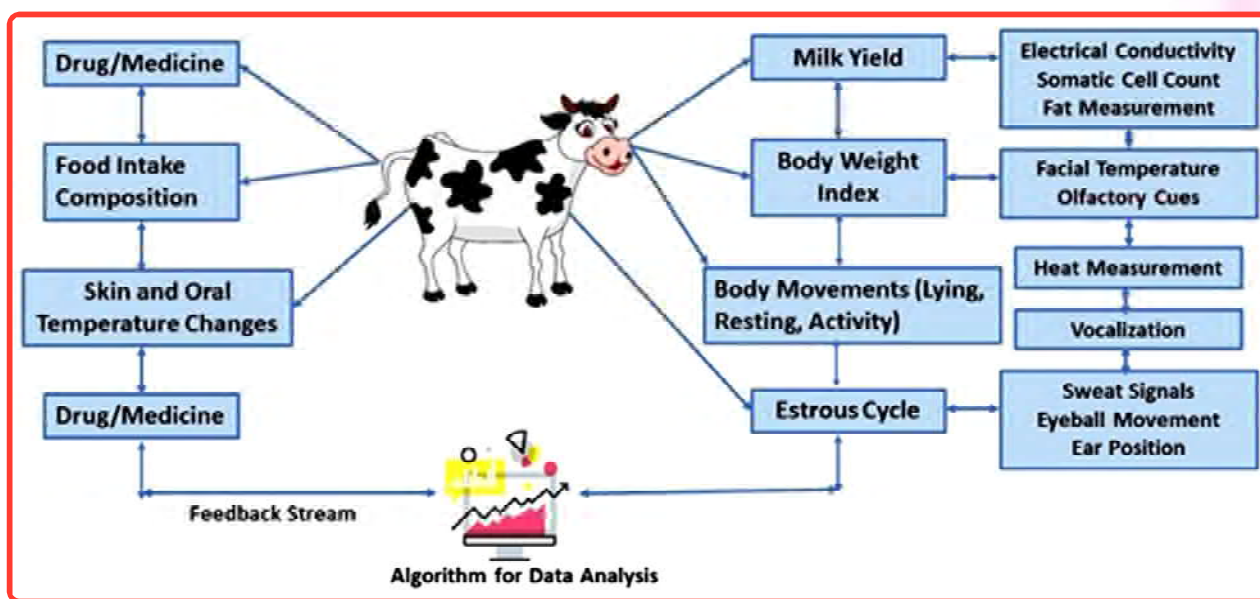 Drug/Medicine
Food Intake
Composition
Skin and Oral
Temperature Changes
Drug/Medicine
Feedback Stream
Algorithm for Data Analysis
Milk Yield
Body Weight
Index
Body Movements (Lying,
Resting, Activity)
Estrous Cycle
Electrical Conductivity
Somatic Cell Count
Fat Measurement
Facial Temperature
Olfactory Cues
Heat Measurement
Vocalization
Sweat Signals
Eyeball Movement
Ear Position